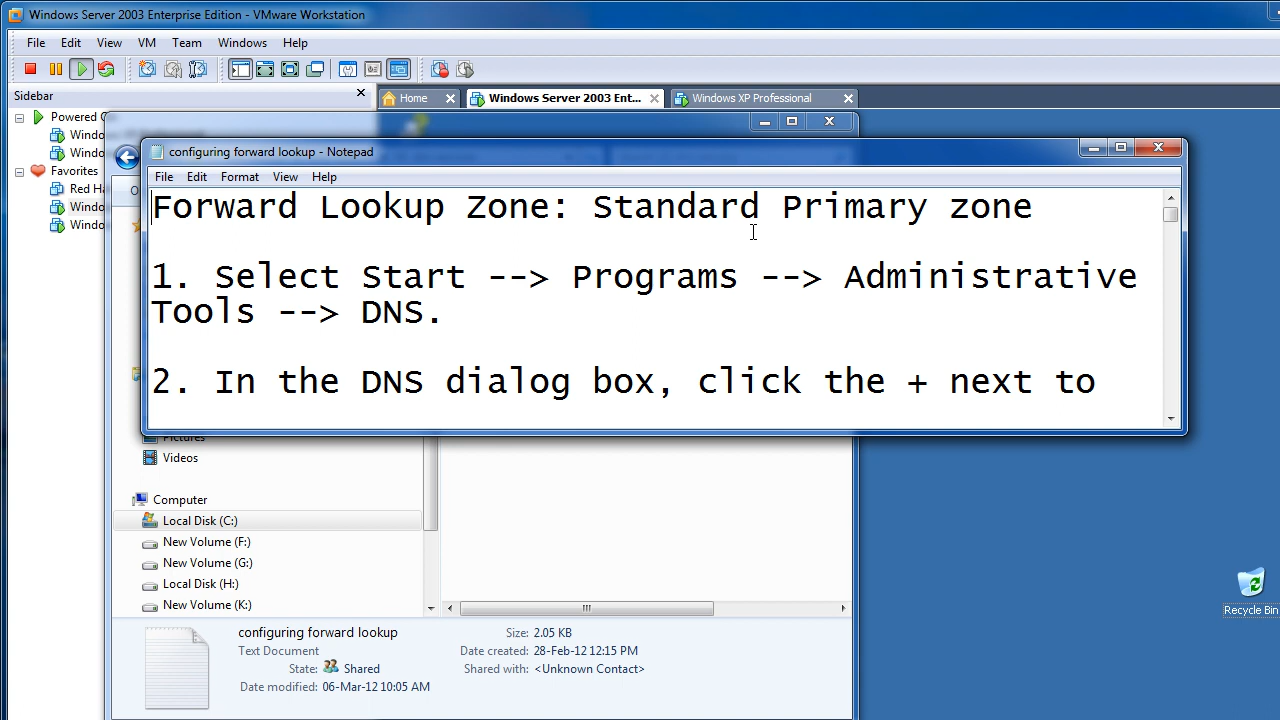 Windows Server 2003 Enterprise Edition - VMware Workstation
File Edit View VM Team Windows Help
Sidebar
Home
Windows Server 2003 Ent...
Windows XP Professional
Powered
Favorites
Red Ha
configuring forward lookup - Notepad
File Edit Format View Help
Forward Lookup Zone: Standard Primary zone
1. Select Start --> Programs --> Administrative
Tools --> DNS.
2. In the DNS dialog box, click the + next to
Pictures
Videos
Computer
Local Disk (C:)
New Volume (F:)
New Volume (G:)
Local Disk (H:)
New Volume (K:)
Recycle Bin
configuring forward lookup
Text Document
State: Shared
Date modified: 06-Mar-12 10:05 AM
Size: 2.05 KB
Date created: 28-Feb-12 12:15 PM
Shared with: <Unknown Contact>